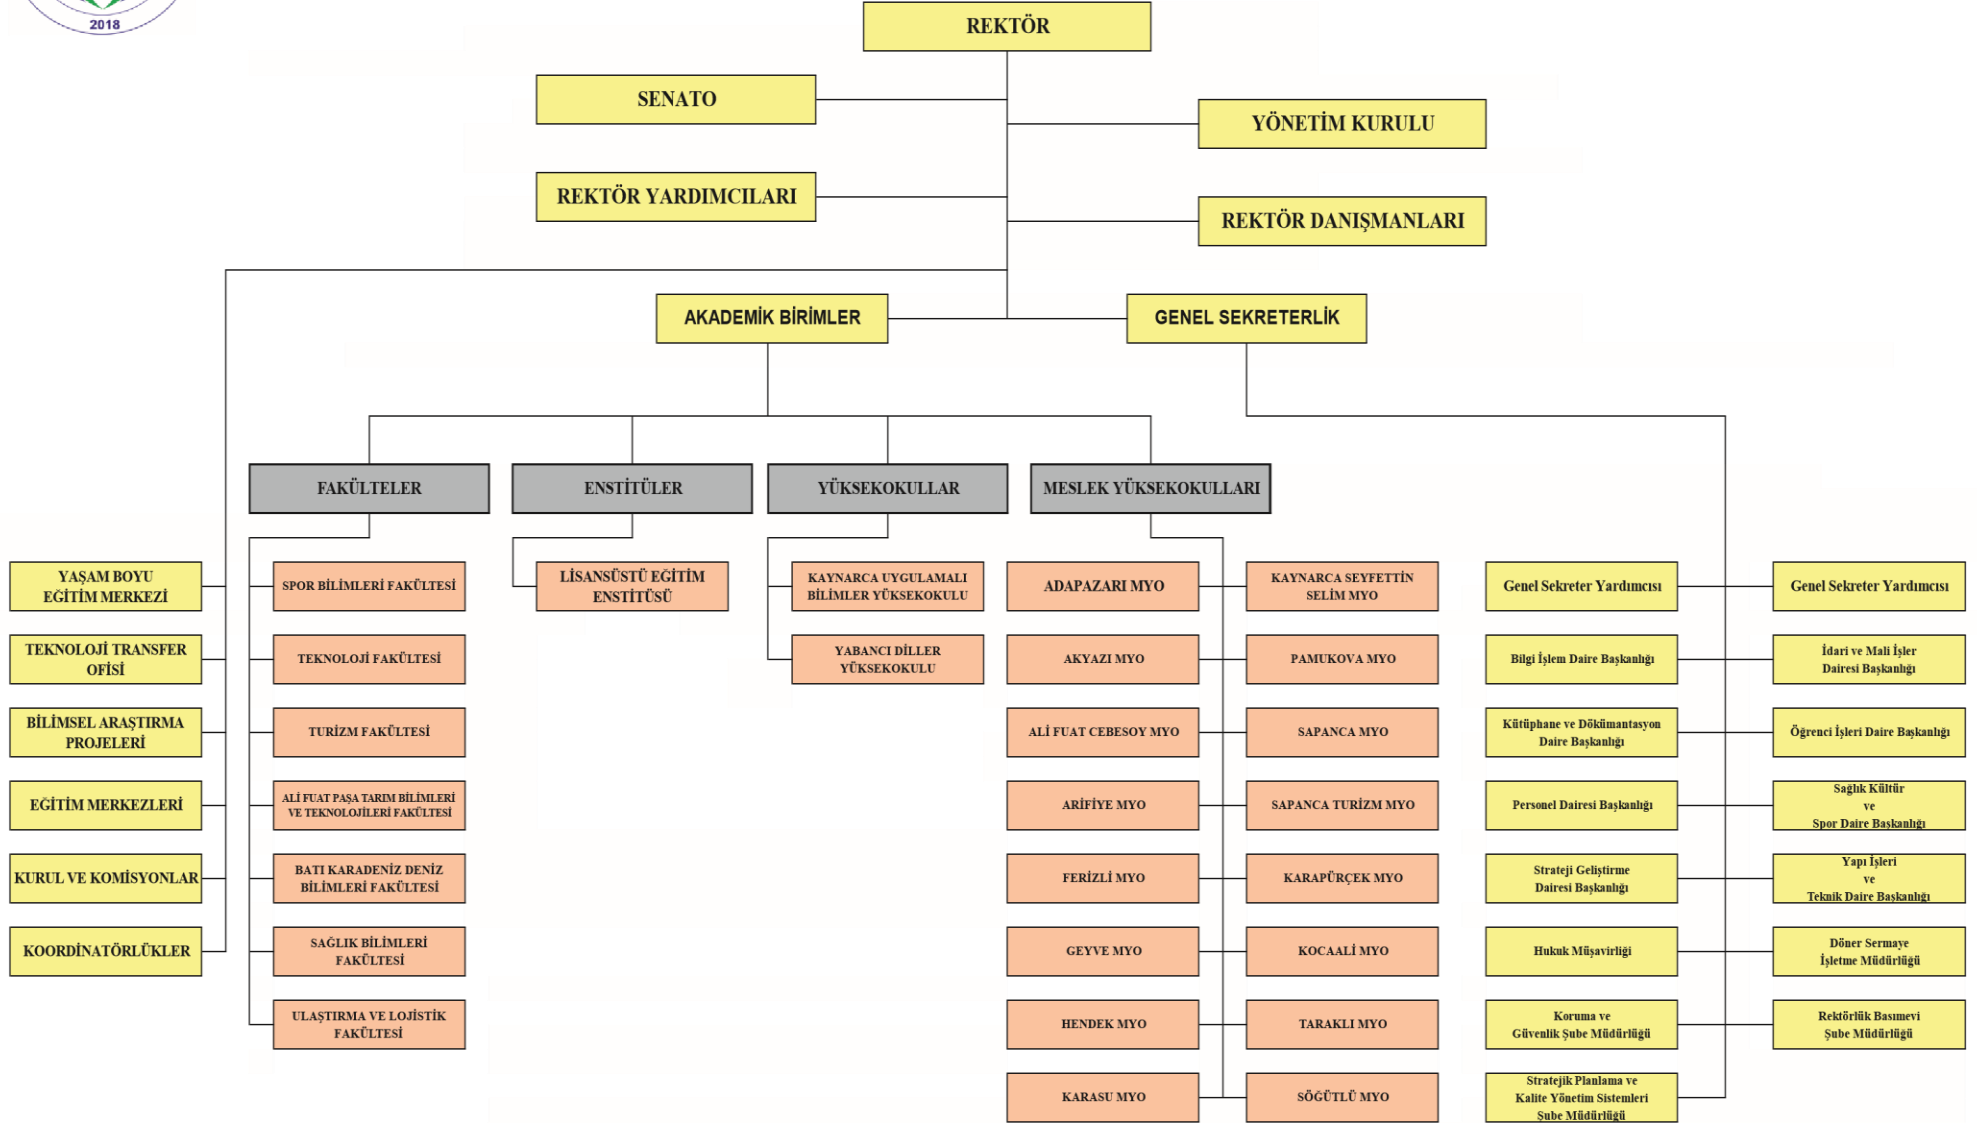 2018
REKTÖR
SENATO
YÖNETİM KURULU
REKTÖR YARDIMCILARI
REKTÖR DANIŞMANLARI
AKADEMİK BİRİMLER
GENEL SEKRETERLİK
FAKÜLTELER
ENSTİTÜLER
YÜKSEKOKULLAR
MESLEK YÜKSEKOKULLARI
YAŞAM BOYU
EĞİTİM MERKEZİ
TEKNOLOJİ TRANSFER
OFİSİ
BİLİMSEL ARAŞTIRMA
PROJELERİ
EĞİTİM MERKEZLERİ
KURUL VE KOMİSYONLAR
KOORDİNATÖRLÜKLER
SPOR BİLİMLERİ FAKÜLTESİ
TEKNOLOJİ FAKÜLTESİ
TURİZM FAKÜLTESİ
ALİ FUAT PAŞA TARIM BİLİMLERİ
VE TEKNOLOJİLERİ FAKÜLTESİ
BATI KARADENİZ DENİZ
BİLİMLERİ FAKÜLTESİ
SAĞLIK BİLİMLERİ
FAKÜLTESİ
ULAŞTIRMA VE LOJİSTİK
FAKÜLTESİ
LİSANSÜSTÜ EĞİTİM
ENSTİTÜSÜ
KAYNARCA UYGULAMALI
BİLİMLER YÜKSEKOKULU
YABANCI DİLLER
YÜKSEKOKULU
ADAPAZARI MYO
AKYAZI MYO
ALİ FUAT CEBESOY MYO
ARİFİYE MYO
FERİZLİ MYO
GEYVE MYO
HENDEK MYO
KARASU MYO
KAYNARCA SEYFETTİN
SELİM MYO
PAMUKOVA MYO
SAPANCA MYO
SAPANCA TURİZM MYO
KARAPÜRÇEK MYO
KOCAALİ MYO
TARAKLI MYO
SÖĞÜTLÜ MYO
Genel Sekreter Yardımcısı
Bilgi İşlem Daire Başkanlığı
Kütüphane ve Dökümantasyon
Daire Başkanlığı
Personel Dairesi Başkanlığı
Strateji Geliştirme
Dairesi Başkanlığı
Hukuk Müşavirliği
Koruma ve
Güvenlik Şube Müdürlüğü
Stratejik Planlama ve
Kalite Yönetim Sistemleri
Şube Müdürlüğü
Genel Sekreter Yardımcısı
İdari ve Mali İşler
Dairesi Başkanlığı
Öğrenci İşleri Daire Başkanlığı
Sağlık Kültür
ve
Spor Daire Başkanlığı
Yapı İşleri
ve
Teknik Daire Başkanlığı
Döner Sermaye
İşletme Müdürlüğü
Rektörlük Basımevi
Şube Müdürlüğü